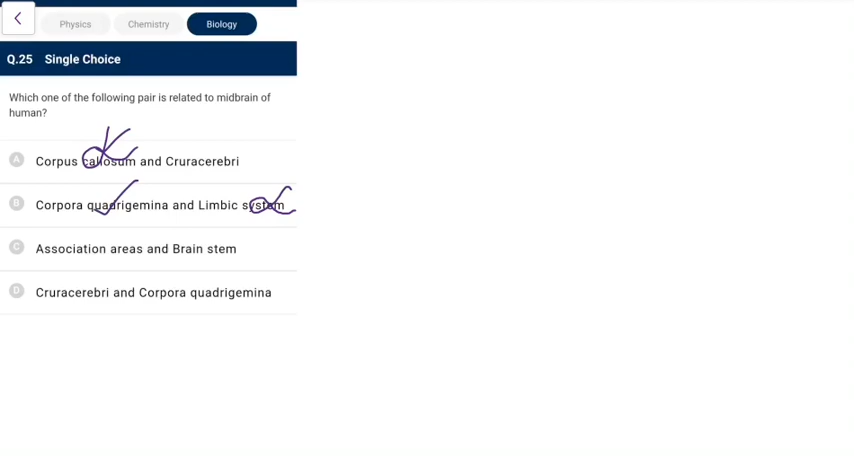 Physics Chemistry Biology
Q.25 Single Choice
Which one of the following pair is related to midbrain of
human?
A Corpus callosum and Cruracerebri
B Corpora quadrigemina and Limbic system
C Association areas and Brain stem
D Cruracerebri and Corpora quadrigemina